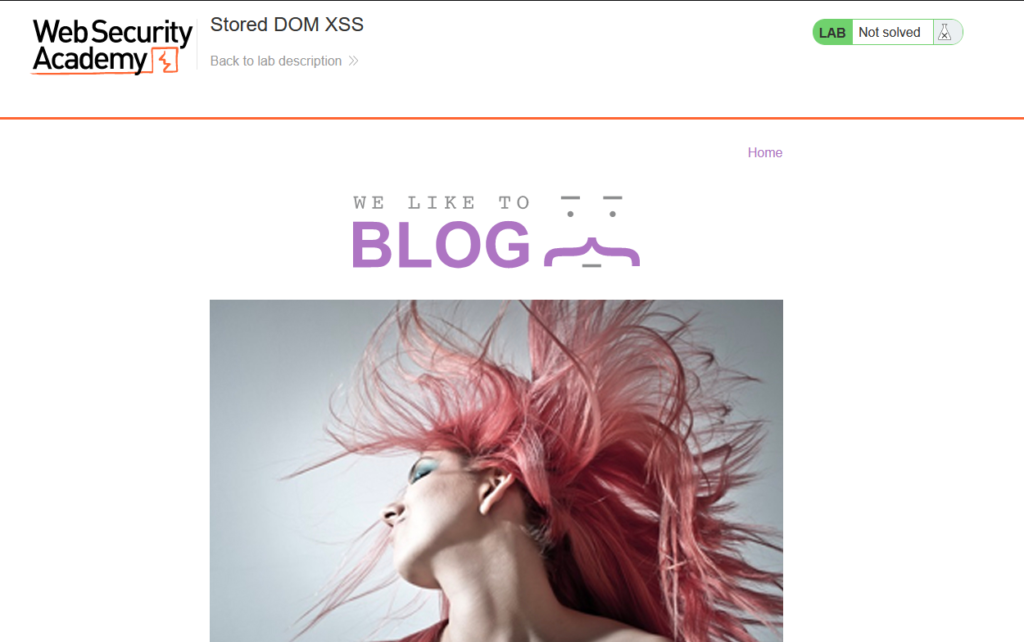 Web Security
Academy
Stored DOM XSS
Back to lab description
LAB
Not solved
Home
WE LIKE TO
BLOG